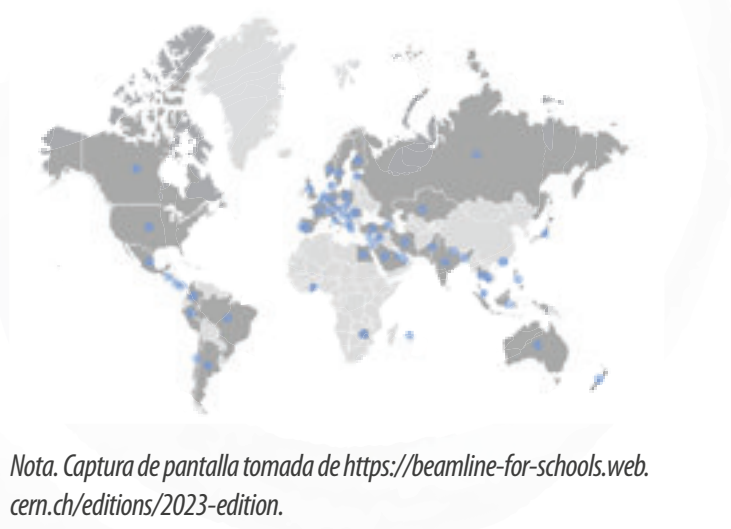 Nota. Captura de pantalla tomada de https://beamline-for-schools.web.
cern.ch/editions/2023-edition.